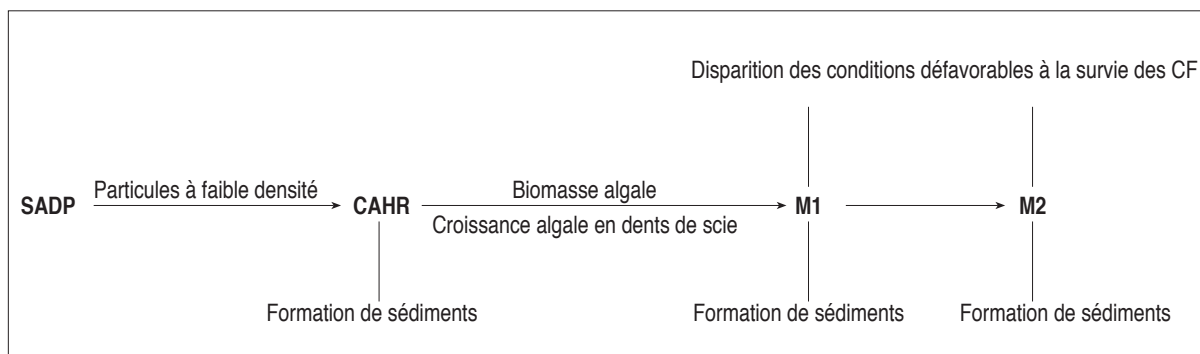 Disparition des conditions défavorables à la survie des CF
SADP
Particules à faible densité
CAHR
Biomasse algale
Croissance algale en dents de scie
M1
M2
Formation de sédiments
Formation de sédiments
Formation de sédiments